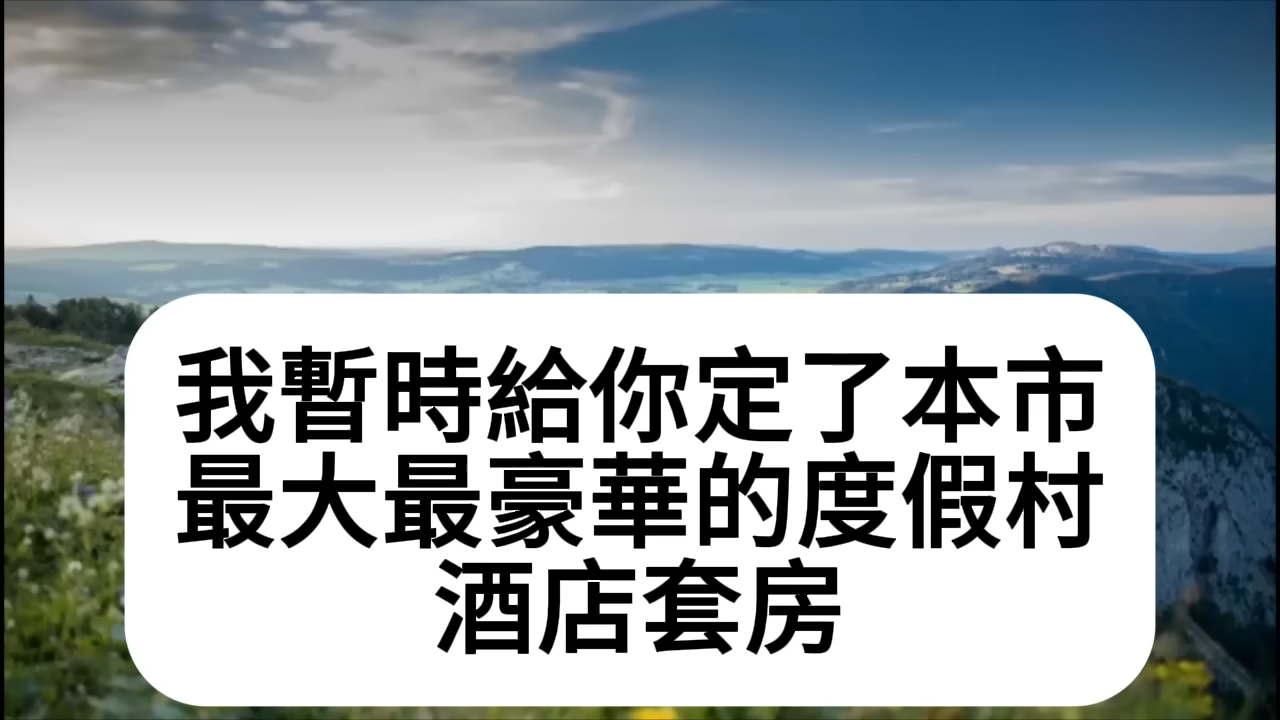 我暫時給你定了本市
最大最豪華的度假村
酒店套房